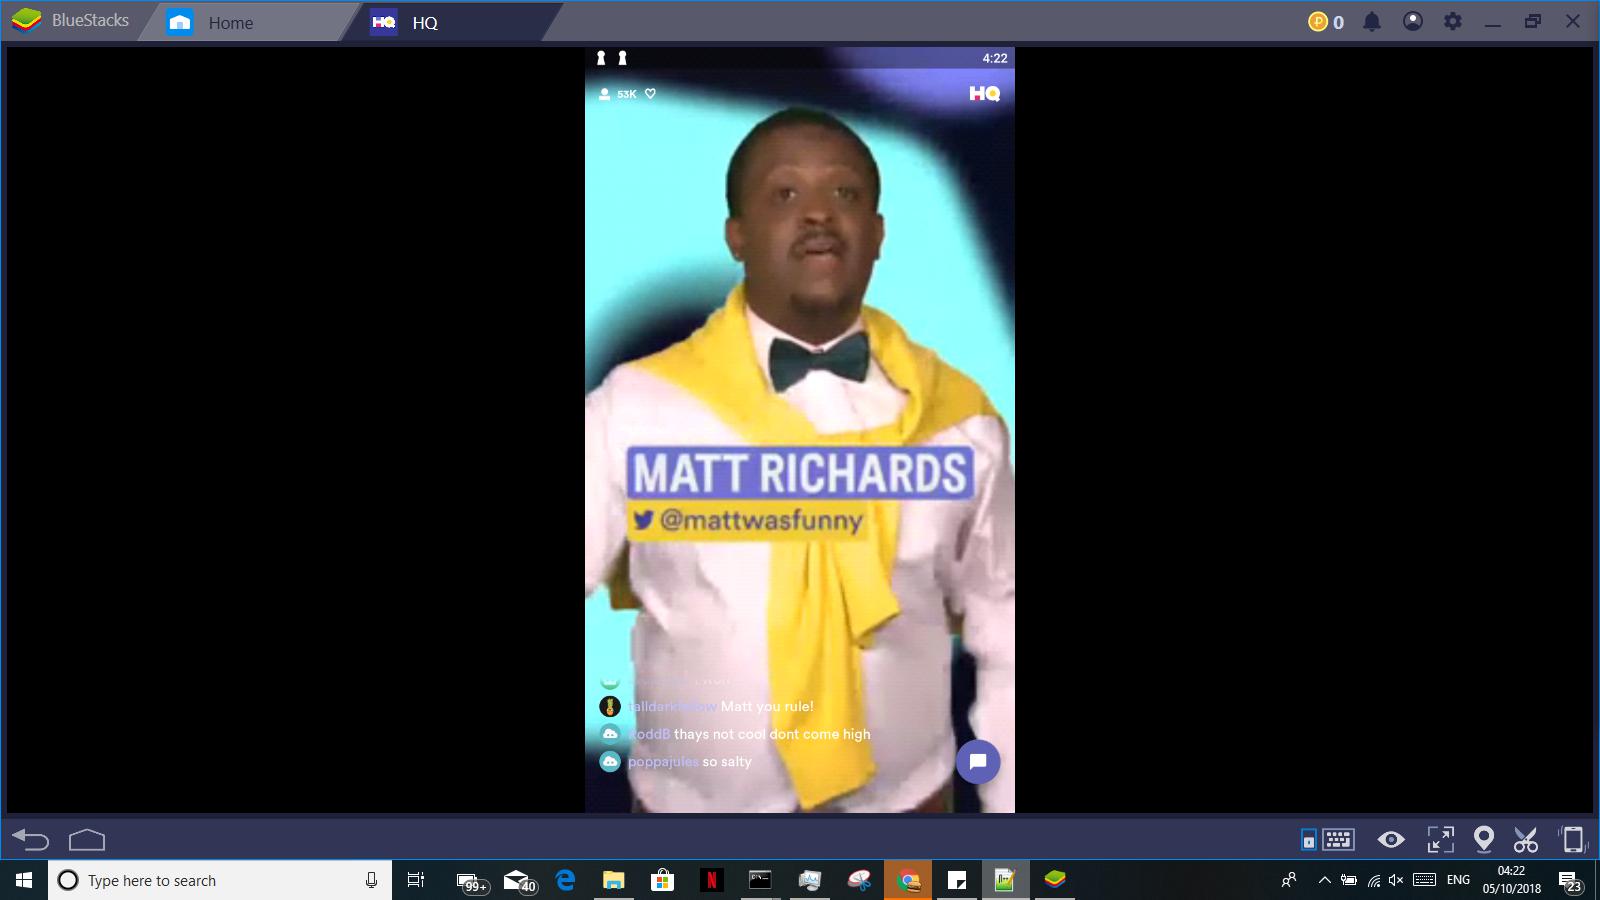 BlueStacks
Home
HQ
0
4:22
53K
HQ
MATT RICHARDS
@mattwasfunny
Matt you rule!
RoddB thays not cool dont come high
poppajules so salty
Type here to search
99+
40
N
ENG
04:22
05/10/2018
23